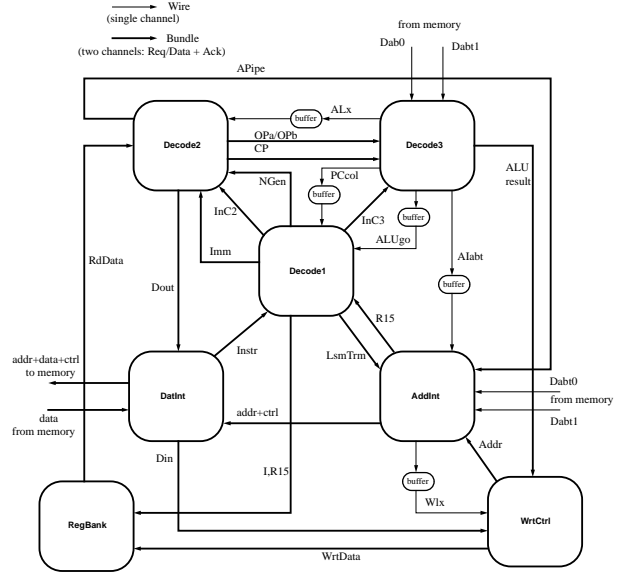 Wire
(single channel)
Bundle
(two channels: Req/Data + Ack)
from memory
Dab0
Dabt1
APipe
ALx
buffer
Decode2
OPa/OPb
CP
Decode3
NGen
PCcol
buffer
ALU
result
InC2
InC3
buffer
ALUgo
Imm
Decode1
AIabt
RdData
Dout
buffer
R15
Instr
LsmTrm
addr+data+ctrl
to memory
DatInt
AddInt
Dabt0
from memory
Dabt1
data
from memory
addr+ctrl
Din
Addr
I,R15
buffer
Wlx
RegBank
WrtCtrl
WrtData